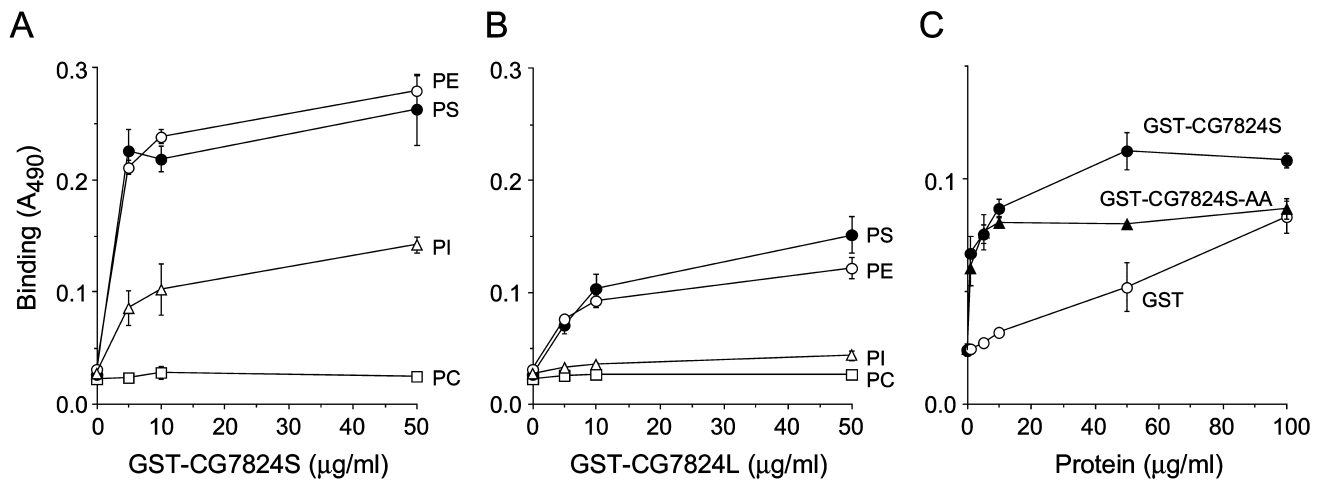 A
B
C
0.3
0.2
0.1
0.0
Binding (A490)
PE
PS
PI
PC
0 10 20 30 40 50
GST-CG7824S (μg/ml)
0.3
0.2
0.1
0.0
PS
PE
PI
PC
0 10 20 30 40 50
GST-CG7824L (μg/ml)
0.1
0.0
GST-CG7824S
GST-CG7824S-AA
GST
0 20 40 60 80 100
Protein (μg/ml)